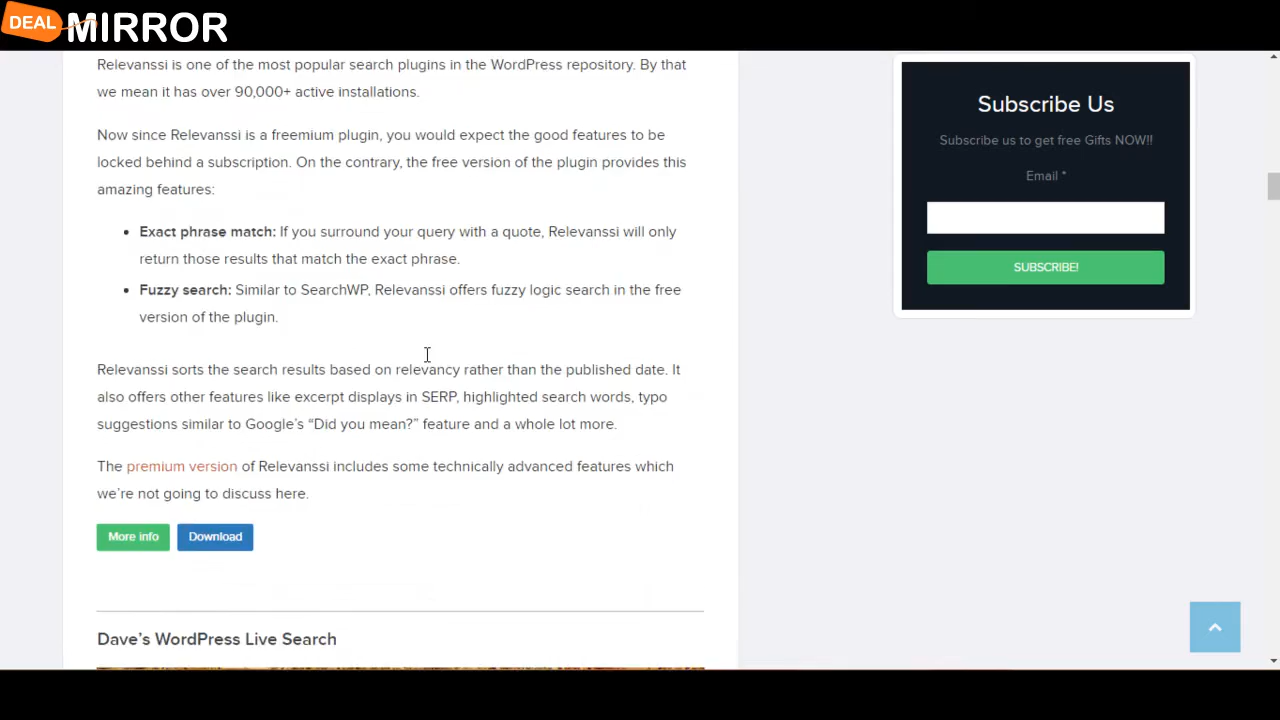 DEAL
MIRROR
Relevanssi is one of the most popular search plugins in the WordPress repository. By that
we mean it has over 90,000+ active installations.
Now since Relevanssi is a freemium plugin, you would expect the good features to be
locked behind a subscription. On the contrary, the free version of the plugin provides this
amazing features:
• Exact phrase match: If you surround your query with a quote, Relevanssi will only
return those results that match the exact phrase.
• Fuzzy search: Similar to SearchWP, Relevanssi offers fuzzy logic search in the free
version of the plugin.
Relevanssi sorts the search results based on relevancy rather than the published date. It
also offers other features like excerpt displays in SERP, highlighted search words, typo
suggestions similar to Google’s “Did you mean?” feature and a whole lot more.
The premium version of Relevanssi includes some technically advanced features which
we’re not going to discuss here.
More info
Download
Dave’s WordPress Live Search
Subscribe Us
Subscribe us to get free Gifts NOW!!
Email *
SUBSCRIBE!